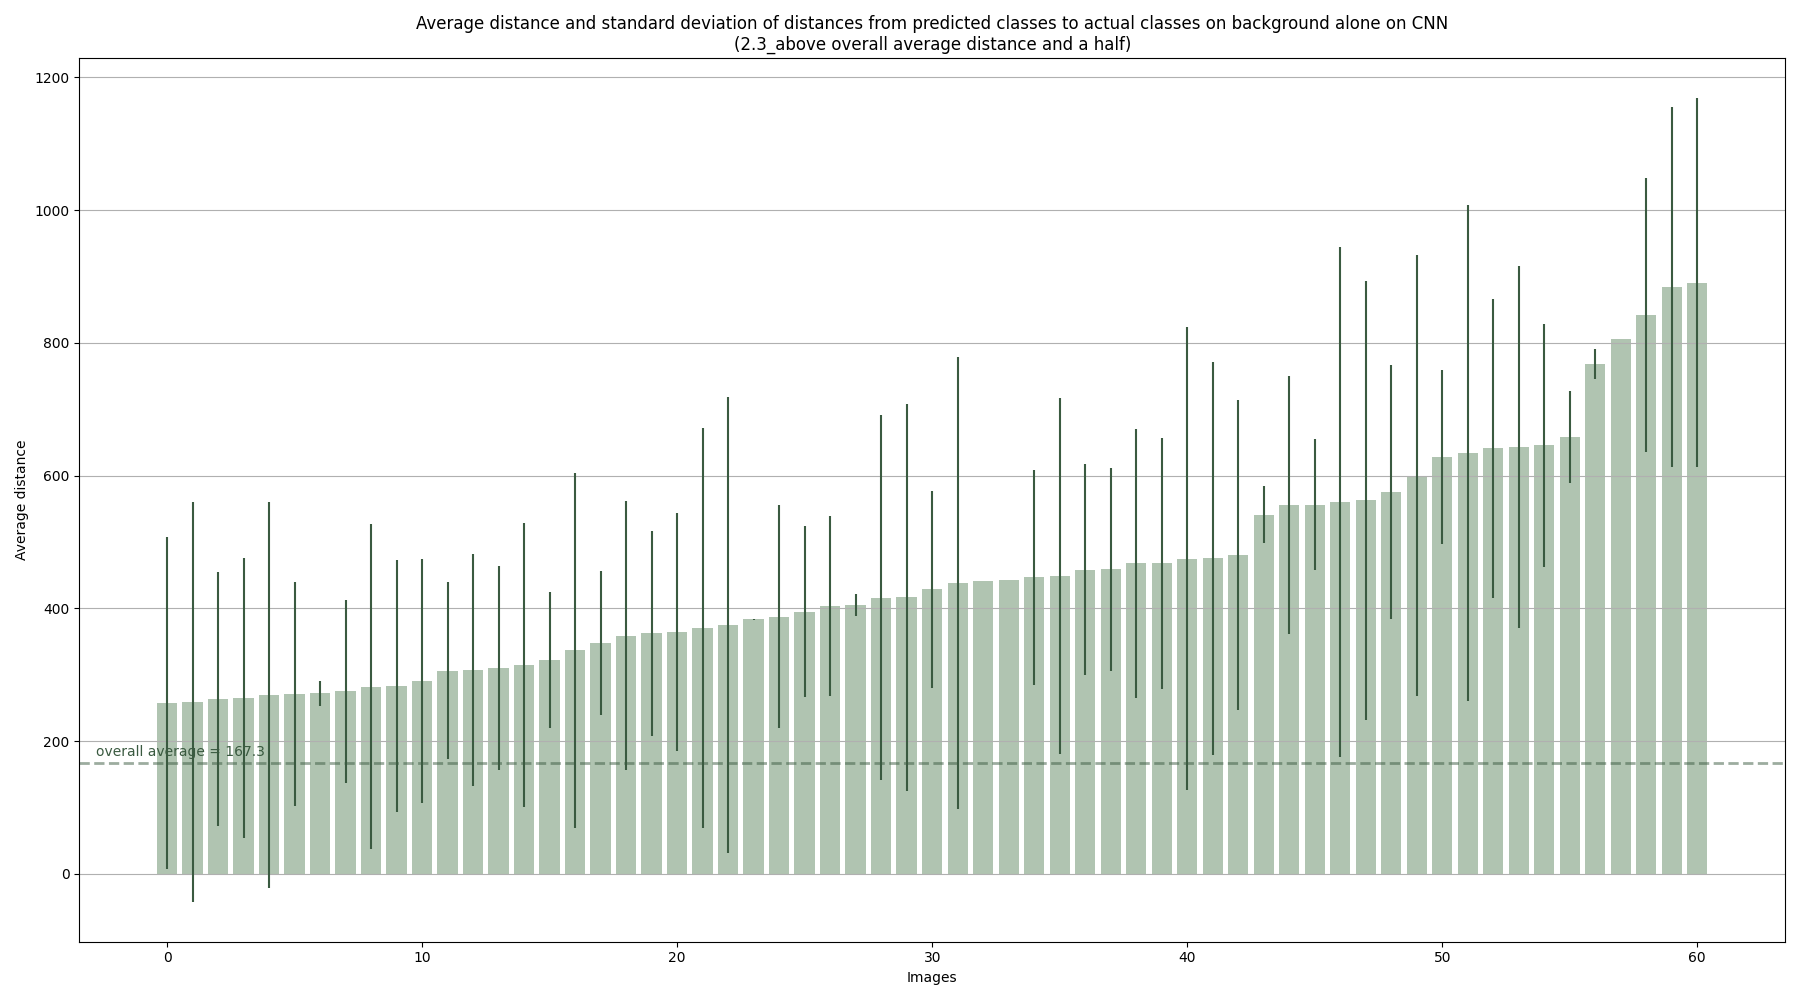 Average distance and standard deviation of distances from predicted classes to actual classes on background alone on CNN
(2.3_above overall average distance and a half)
1200
1000
800
600
400
200
0
Average distance
overall average = 167.3
0 10 20 30 40 50 60
Images